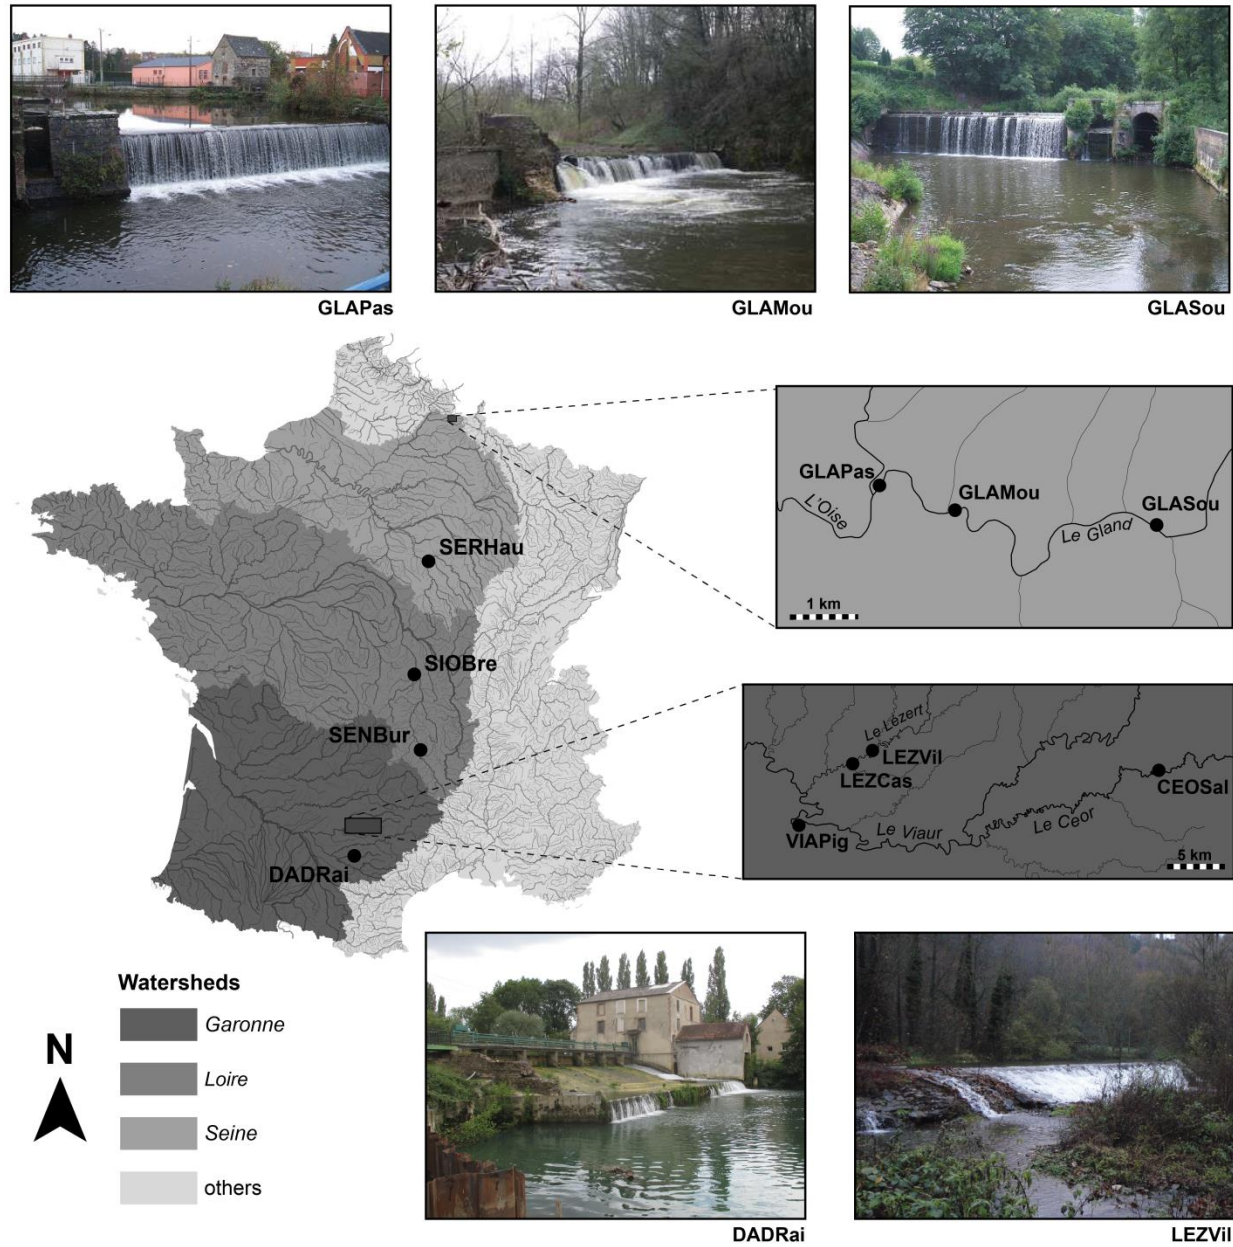 GLAPas
GLAMou
GLASou
GLAPas
GLAMou
GLASou
L'Oise
Le Gland
1 km
SERHau
SIOBre
SENBur
DADRai
Le Lézert
LEZVil
LEZCas
CEOSal
VIAPig
Le Viaur
Le Ceor
5 km
Watersheds
Garonne
Loire
Seine
others
N
DADRai
LEZVil